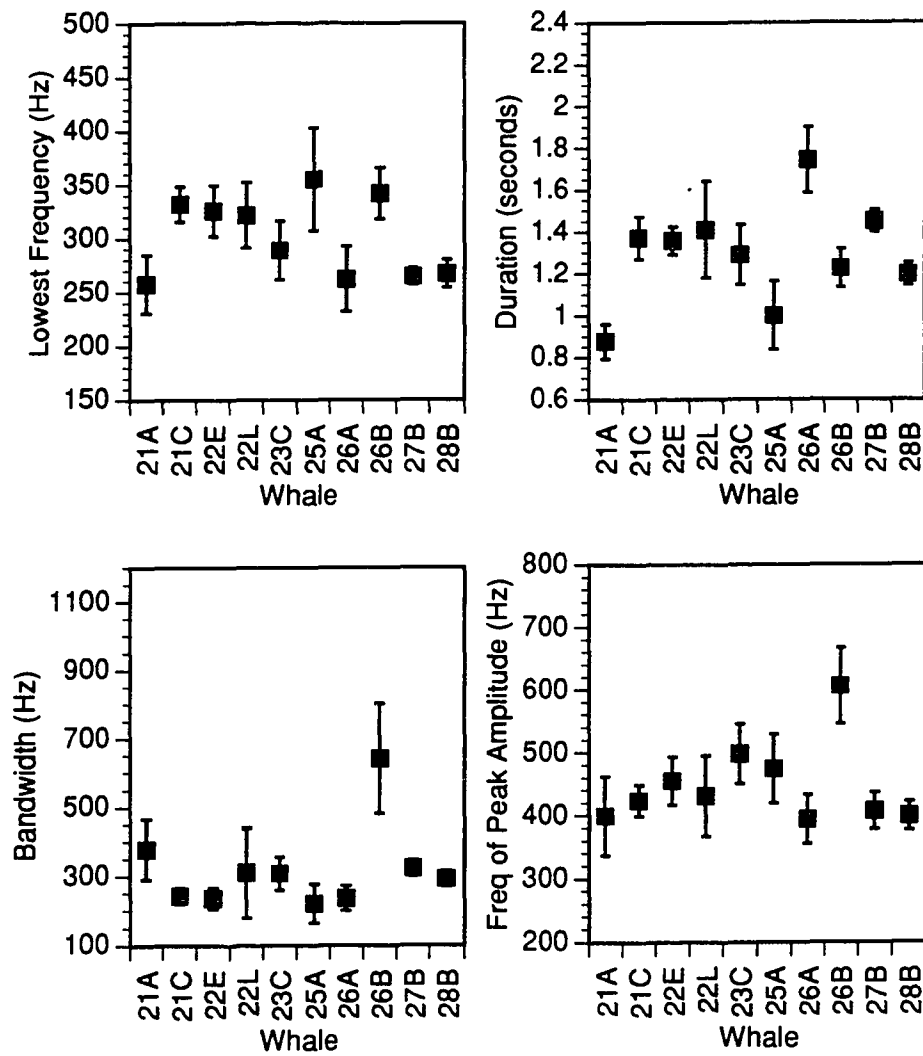 Lowest Frequency (Hz)
500
450
400
350
300
250
200
150
21A 21C 22E 22L 23C 25A 26A 26B 27B 28B
Whale
Duration (seconds)
2.4
2.2
2
1.8
1.6
1.4
1.2
1
0.8
0.6
21A 21C 22E 22L 23C 25A 26A 26B 27B 28B
Whale
Bandwidth (Hz)
1100
900
700
500
300
100
21A 21C 22E 22L 23C 25A 26A 26B 27B 28B
Whale
Freq of Peak Amplitude (Hz)
800
700
600
500
400
300
200
21A 21C 22E 22L 23C 25A 26A 26B 27B 28B
Whale